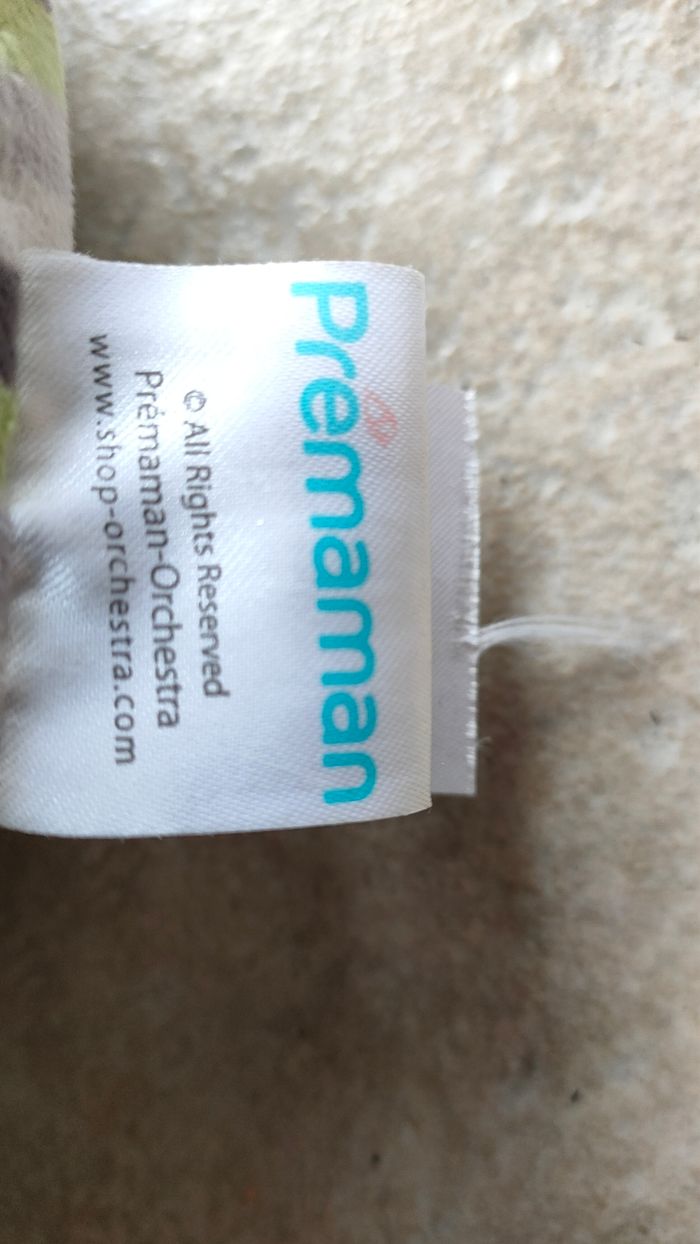 Prémaman
© All Rights Reserved
Prémaman-Orchestra
www.shop-orchestra.com